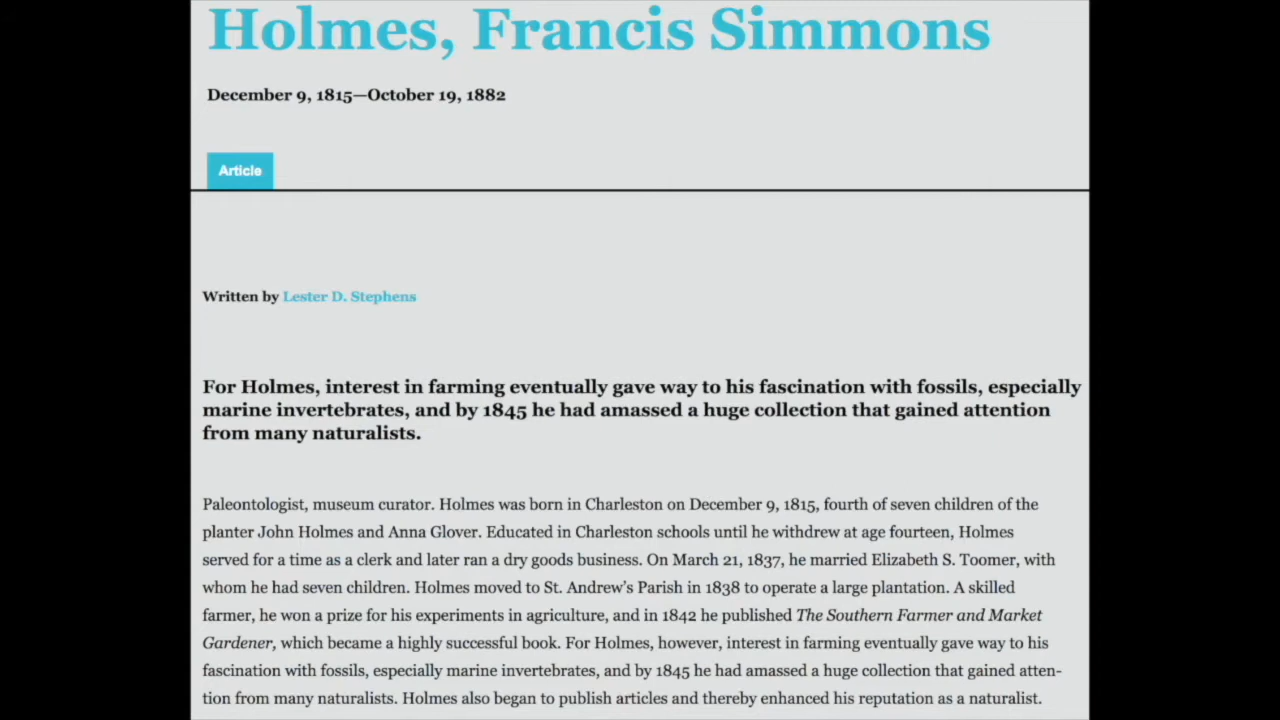 Holmes, Francis Simmons
December 9, 1815—October 19, 1882
Article
Written by Lester D. Stephens
For Holmes, interest in farming eventually gave way to his fascination with fossils, especially
marine invertebrates, and by 1845 he had amassed a huge collection that gained attention
from many naturalists.
Paleontologist, museum curator. Holmes was born in Charleston on December 9, 1815, fourth of seven children of the
planter John Holmes and Anna Glover. Educated in Charleston schools until he withdrew at age fourteen, Holmes
served for a time as a clerk and later ran a dry goods business. On March 21, 1837, he married Elizabeth S. Toomer, with
whom he had seven children. Holmes moved to St. Andrew’s Parish in 1838 to operate a large plantation. A skilled
farmer, he won a prize for his experiments in agriculture, and in 1842 he published The Southern Farmer and Market
Gardener, which became a highly successful book. For Holmes, however, interest in farming eventually gave way to his
fascination with fossils, especially marine invertebrates, and by 1845 he had amassed a huge collection that gained atten-
tion from many naturalists. Holmes also began to publish articles and thereby enhanced his reputation as a naturalist.